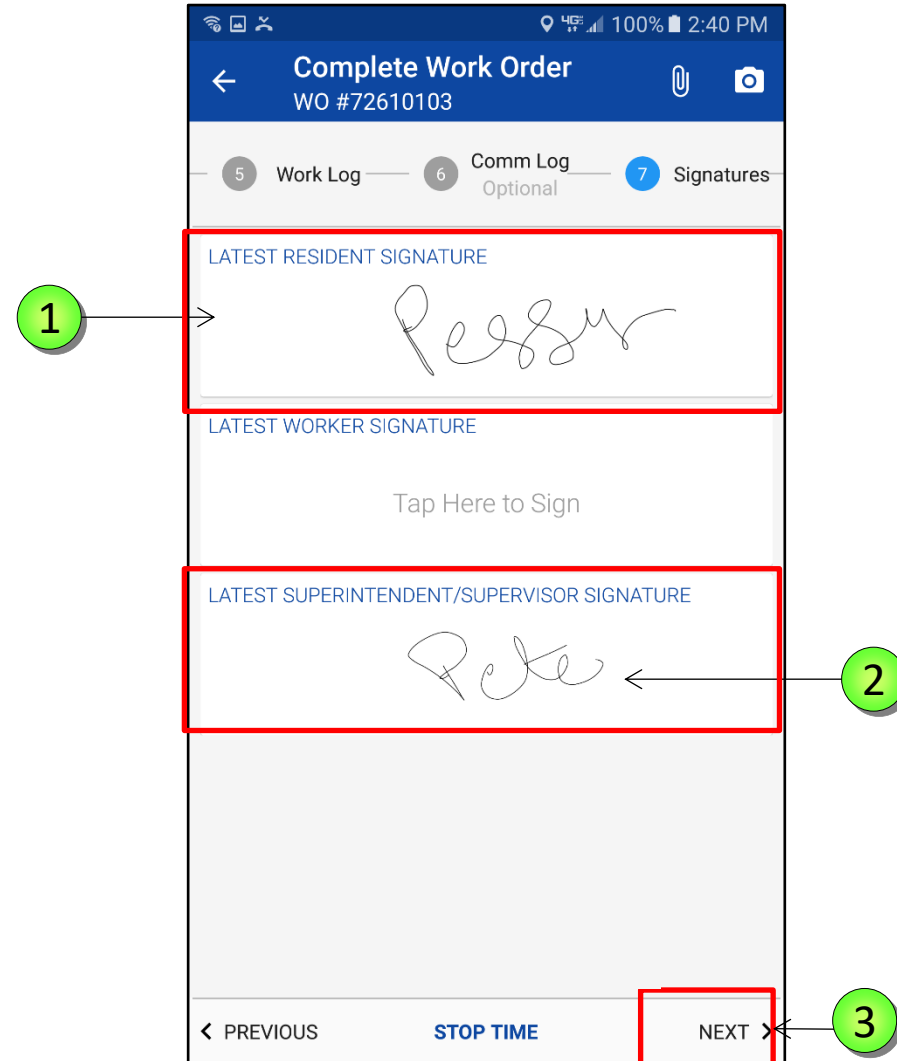 100% 2:40 PM
Complete Work Order
WO #72610103
5 Work Log 6 Comm Log Optional 7 Signatures
LATEST RESIDENT SIGNATURE
1
LATEST WORKER SIGNATURE
Tap Here to Sign
LATEST SUPERINTENDENT/SUPERVISOR SIGNATURE
Pete
2
PREVIOUS STOP TIME NEXT
3